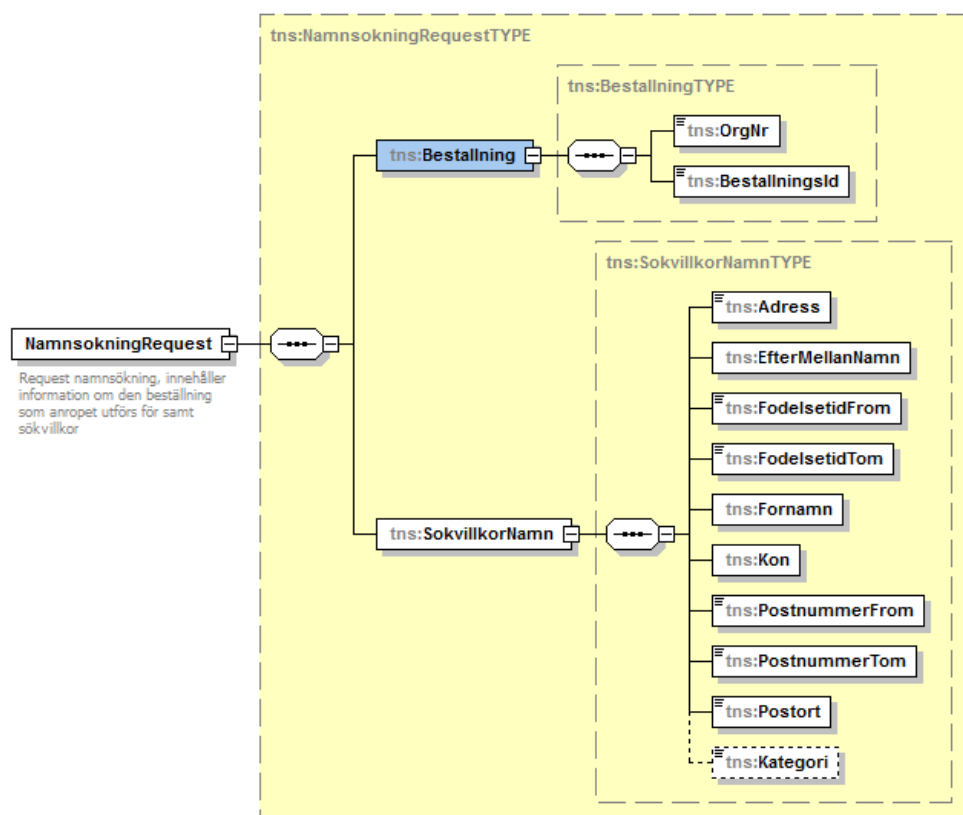 tns:NamnsokningRequestTYPE
tns:BestallningTYPE
tns:OrgNr
tns:Bestallning
tns:BestallningsId
tns:SokvillkorNamnTYPE
tns:Adress
NamnsokningRequest
Request namnsökning, innehåller
information om den beställning
som anropet utförs för samt
sökvillkor
tns:EfterMellanNamn
tns:FodelsetidFrom
tns:FodelsetidTom
tns:Fornamn
tns:SokvillkorNamn
tns:Kon
tns:PostnummerFrom
tns:PostnummerTom
tns:Postort
tns:Kategori